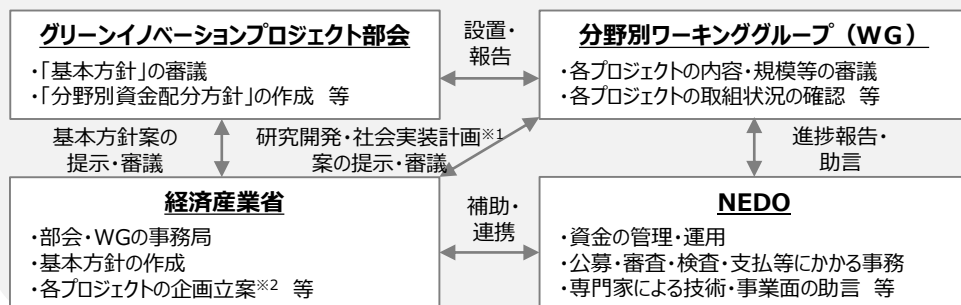 グリーンイノベーションプロジェクト部会
・「基本方針」の審議
・「分野別資金配分方針」の作成 等
設置・
報告
分野別ワーキンググループ（WG）
・各プロジェクトの内容・規模等の審議
・各プロジェクトの取組状況の確認 等
基本方針案の
提示・審議
研究開発・社会実装計画※1
案の提示・審議
進捗報告・
助言
経済産業省
・部会・WGの事務局
・基本方針の作成
・各プロジェクトの企画立案※2 等
補助・
連携
NEDO
・資金の管理・運用
・公募・審査・検査・支払等にかかる事務
・専門家による技術・事業面の助言 等